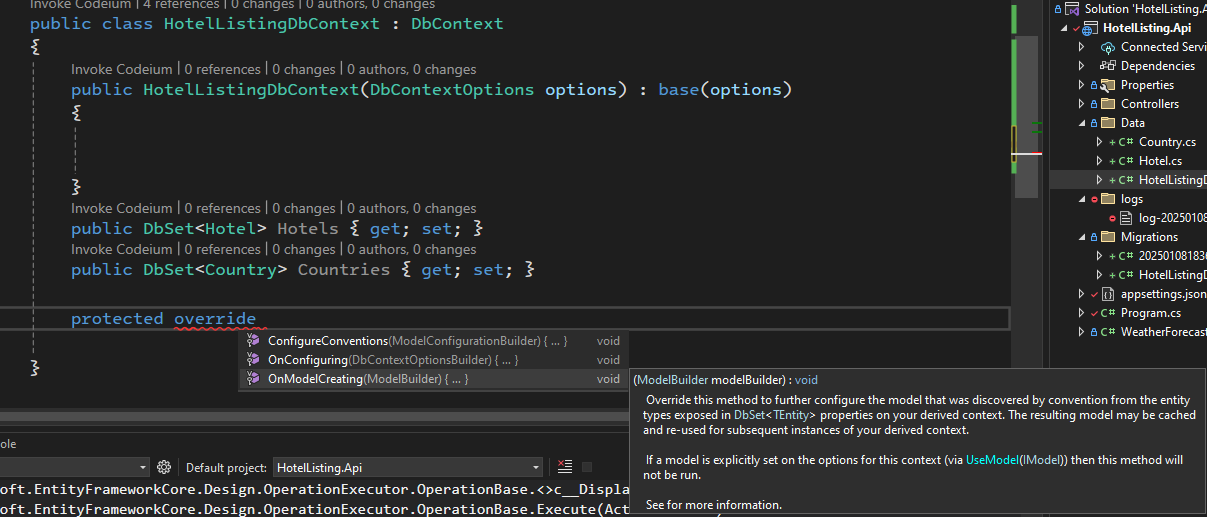 Invoke Codeium | 4 references | 0 changes | 0 authors, 0 changes
public class HotelListingDbContext : DbContext
{
Invoke Codeium | 0 references | 0 changes | 0 authors, 0 changes
public HotelListingDbContext(DbContextOptions options) : base(options)
{
}
Invoke Codeium | 0 references | 0 changes | 0 authors, 0 changes
public DbSet<Hotel> Hotels { get; set; }
Invoke Codeium | 0 references | 0 changes | 0 authors, 0 changes
public DbSet<Country> Countries { get; set; }
protected override
ConfigureConventions(ModelConfigurationBuilder) { ... } void
OnConfiguring(DbContextOptionsBuilder) { ... } void
OnModelCreating(ModelBuilder) { ... } void
}
(ModelBuilder modelBuilder) : void
Override this method to further configure the model that was discovered by convention from the entity
types exposed in DbSet<TEntity> properties on your derived context. The resulting model may be cached
and re-used for subsequent instances of your derived context.
If a model is explicitly set on the options for this context (via UseModel(IModel)) then this method will
not be run.
See for more information.
ole
Default project: HotelListing.Api
oft.EntityFrameworkCore.Design.OperationExecutor.OperationBase.<>c__Displa
oft.EntityFrameworkCore.Design.OperationExecutor.OperationBase.Execute(Act
Solution 'HotelListing.A
HotelListing.Api
Connected Servi
Dependencies
Properties
Controllers
Data
+ C# Country.cs
+ C# Hotel.cs
+ C# HotelListingD
logs
log-20250108
Migrations
+ C# 202501081836
+ C# HotelListingD
appsettings.json
C# Program.cs
C# WeatherForecast